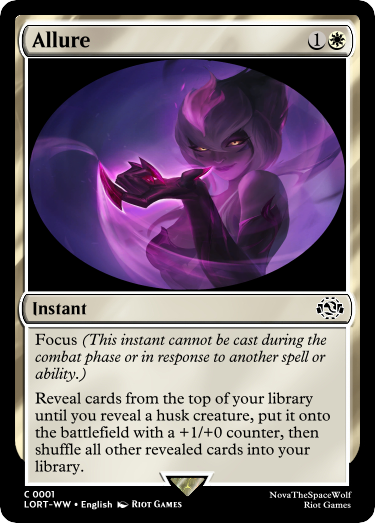 Allure 1
Instant
Focus (This instant cannot be cast during the
combat phase or in response to another spell or
ability.)
Reveal cards from the top of your library
until you reveal a husk creature, put it onto
the battlefield with a +1/+0 counter, then
shuffle all other revealed cards into your
library.
C 0001
LORT-WW • English RIOT GAMES
NovaTheSpaceWolf
Riot Games